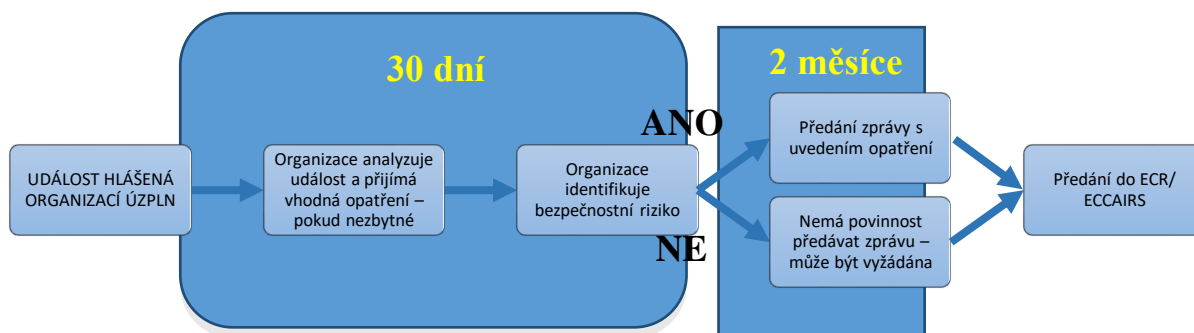 30 dní
2 měsíce
ANO
UDÁLOST HLÁŠENÁ
ORGANIZACÍ ÚZPLN
Organizace analyzuje
událost a přijímá
vhodná opatření –
pokud nezbytné
Organizace
identifikuje
bezpečnostní riziko
Předání zprávy s
uvedením opatření
Nemá povinnost
předávat zprávu –
může být vyžádána
NE
Předání do ECR/
ECCAIRS